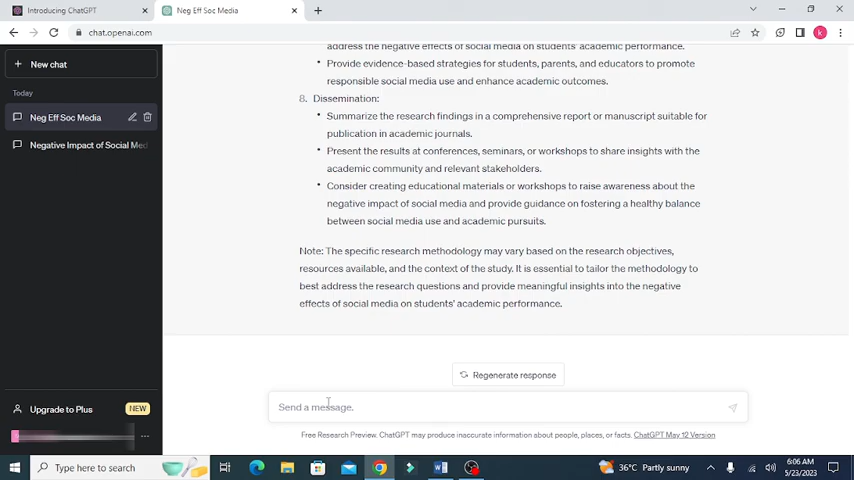 Introducing ChatGPT
Neg Eff Soc Media
chat.openai.com
New chat
Today
Neg Eff Soc Media
Negative Impact of Social Med
address the negative effects of social media on students' academic performance.
• Provide evidence-based strategies for students, parents, and educators to promote
responsible social media use and enhance academic outcomes.
8. Dissemination:
• Summarize the research findings in a comprehensive report or manuscript suitable for
publication in academic journals.
• Present the results at conferences, seminars, or workshops to share insights with the
academic community and relevant stakeholders.
• Consider creating educational materials or workshops to raise awareness about the
negative impact of social media and provide guidance on fostering a healthy balance
between social media use and academic pursuits.
Note: The specific research methodology may vary based on the research objectives,
resources available, and the context of the study. It is essential to tailor the methodology to
best address the research questions and provide meaningful insights into the negative
effects of social media on students' academic performance.
Regenerate response
Send a message.
Free Research Preview. ChatGPT may produce inaccurate information about people, places, or facts. ChatGPT May 12 Version
Upgrade to Plus
NEW
Type here to search
36°C Partly sunny
6:06 AM
5/23/2023
k